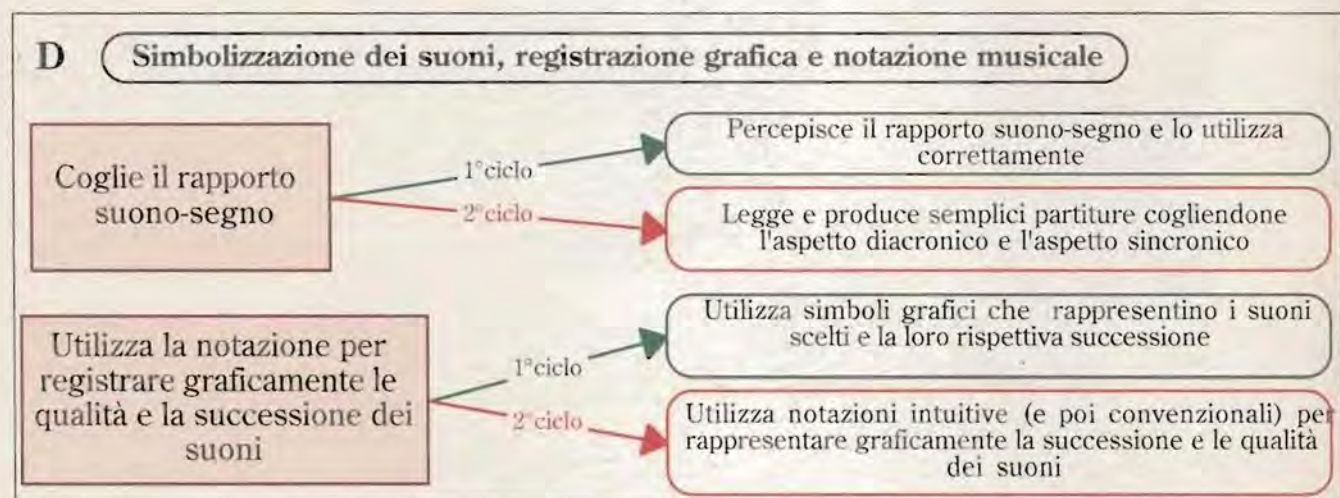 D Simbolizzazione dei suoni, registrazione grafica e notazione musicale
Coglie il rapporto
suono-segno
1°ciclo
Percepisce il rapporto suono-segno e lo utilizza
correttamente
2°ciclo
Legge e produce semplici partiture cogliendone
l'aspetto diacronico e l'aspetto sincronico
Utilizza la notazione per
registrare graficamente le
qualità e la successione dei
suoni
1°ciclo
Utilizza simboli grafici che rappresentino i suoni
scelti e la loro rispettiva successione
2°ciclo
Utilizza notazioni intuitive (e poi convenzionali) per
rappresentare graficamente la successione e le qualità
dei suoni